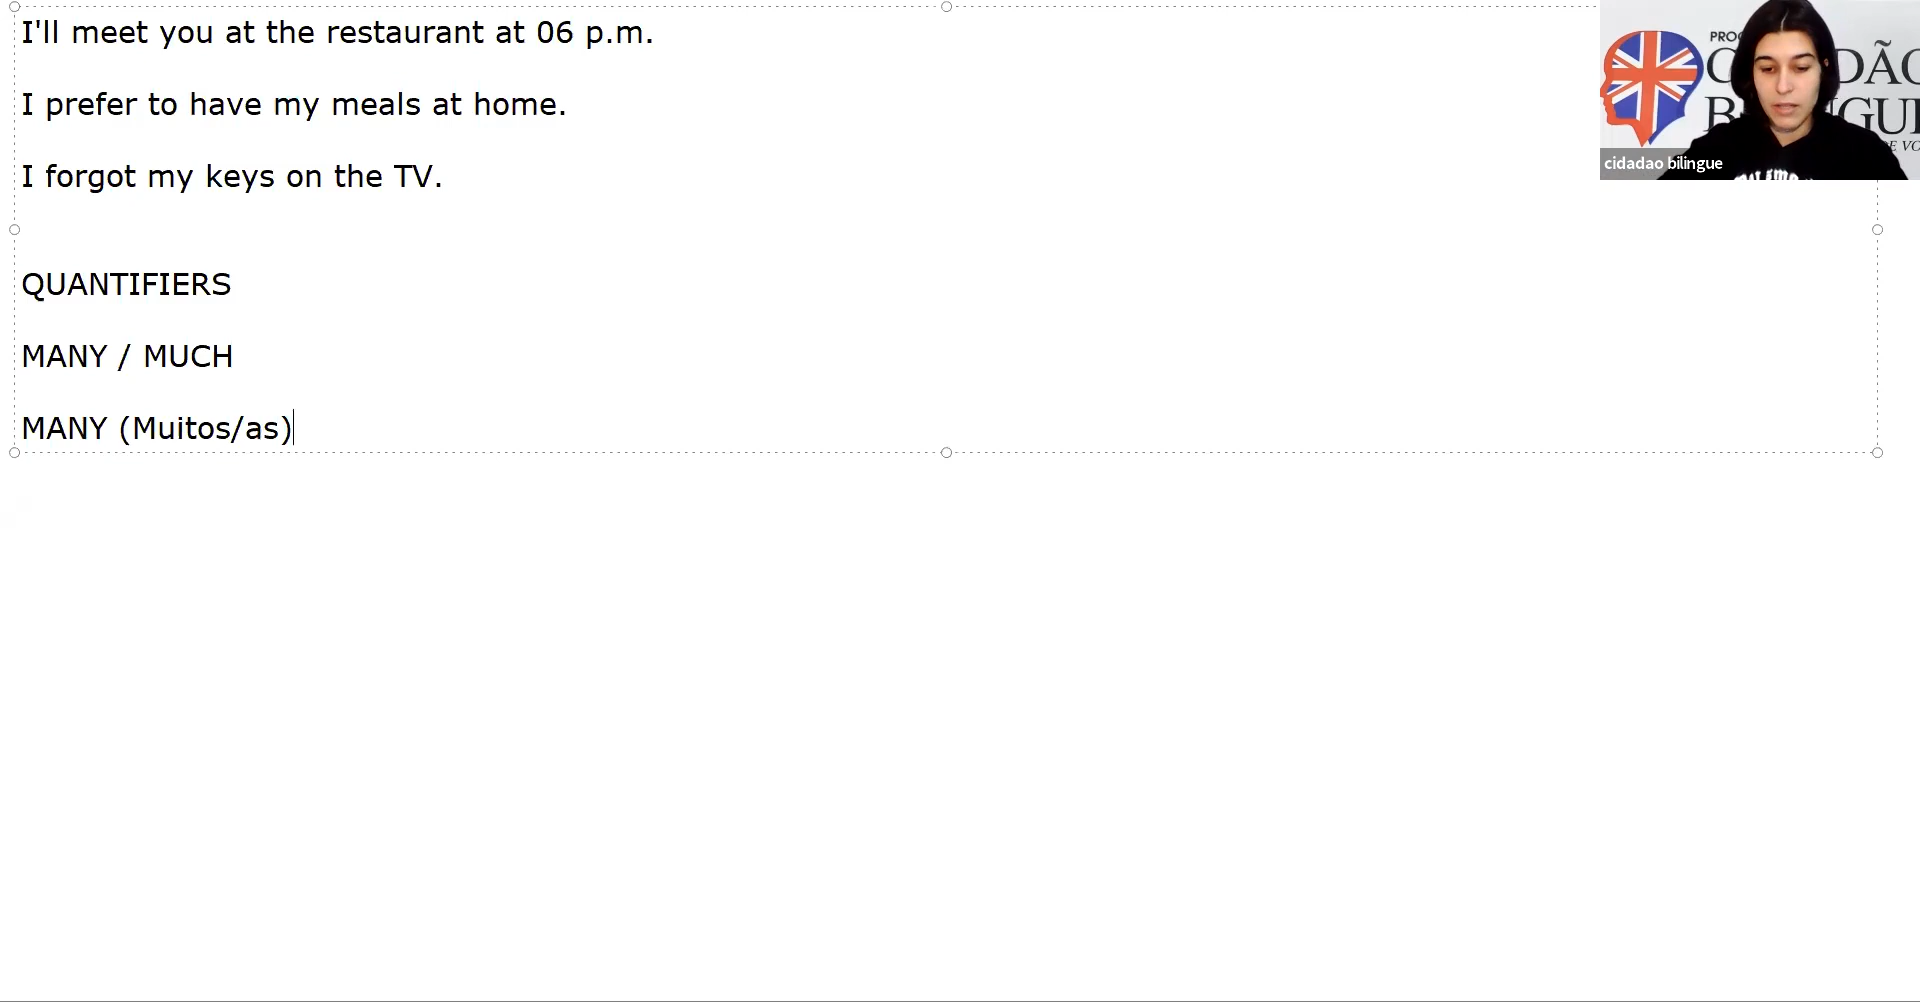 I'll meet you at the restaurant at 06 p.m.
I prefer to have my meals at home.
I forgot my keys on the TV.
QUANTIFIERS
MANY / MUCH
MANY (Muitos/as)
cidadao bilingue